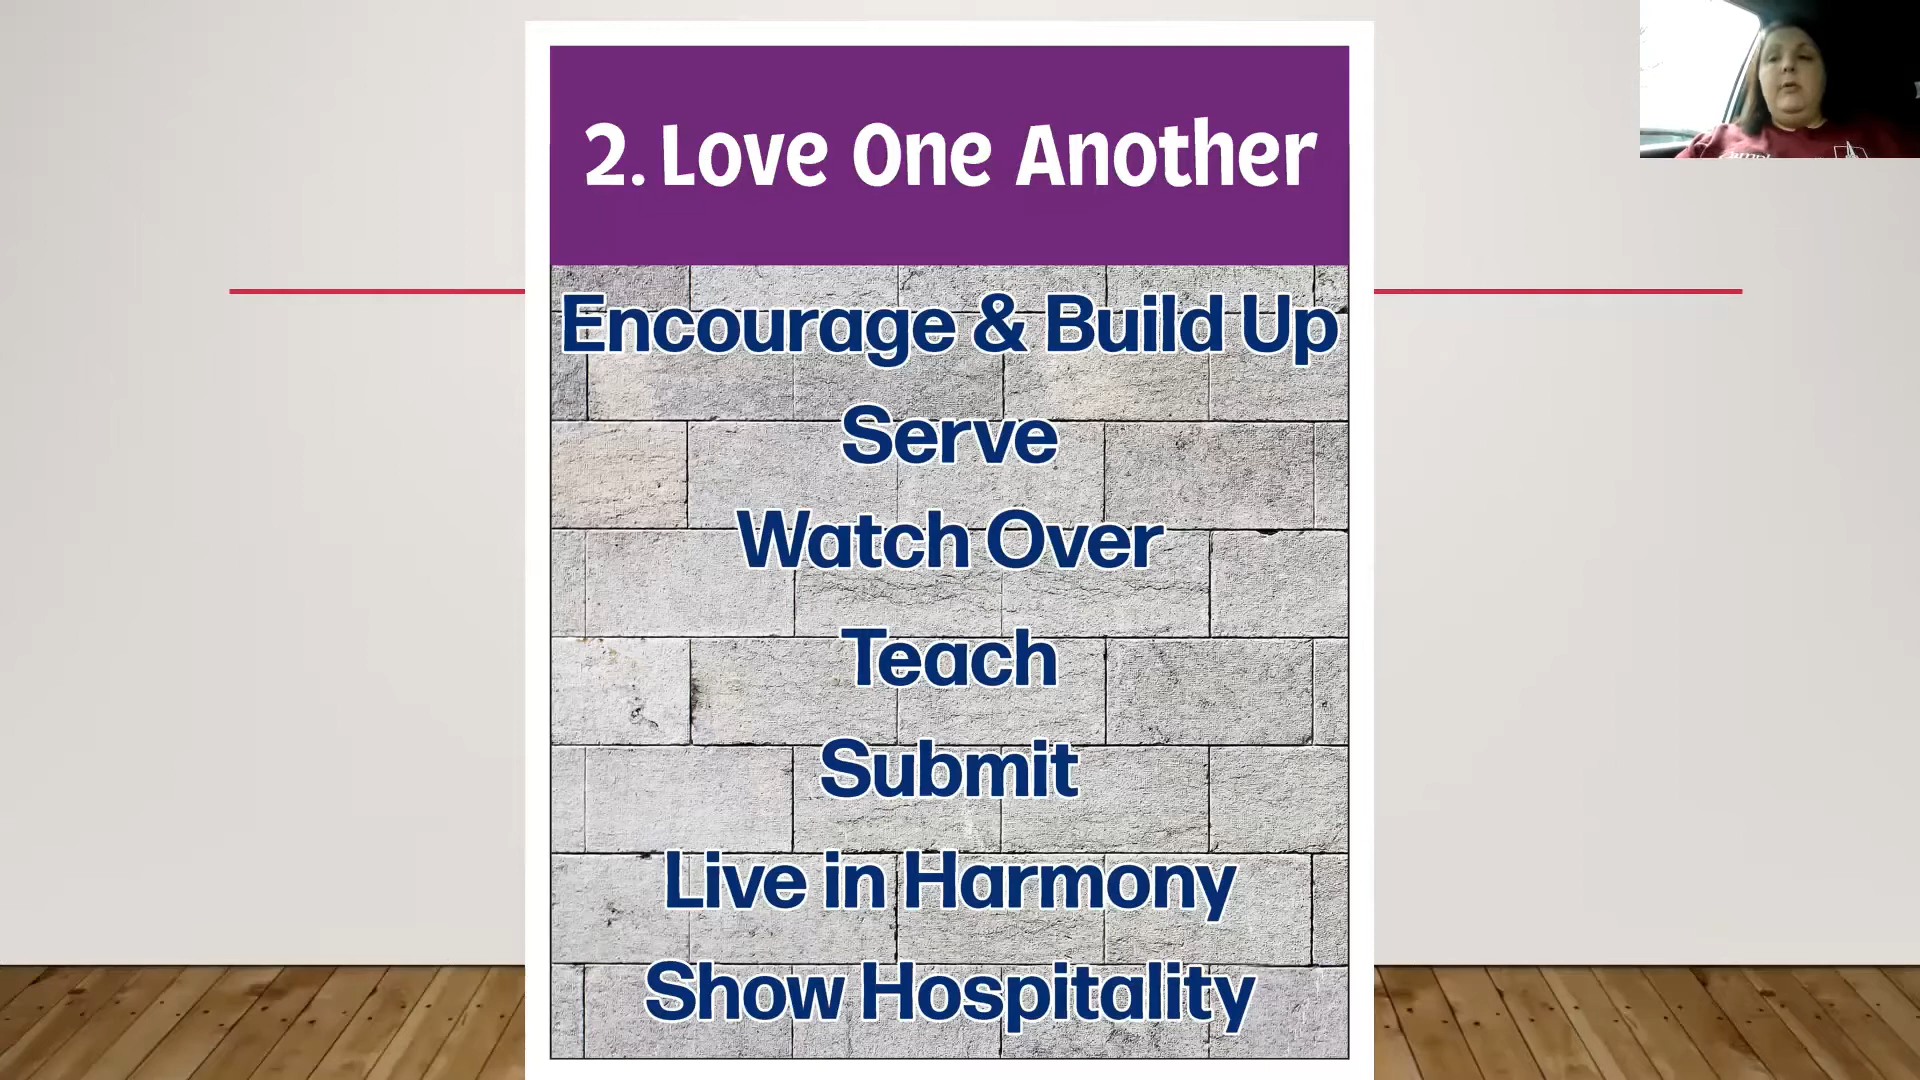 2. Love One Another
Encourage & Build Up
Serve
Watch Over
Teach
Submit
Live in Harmony
Show Hospitality